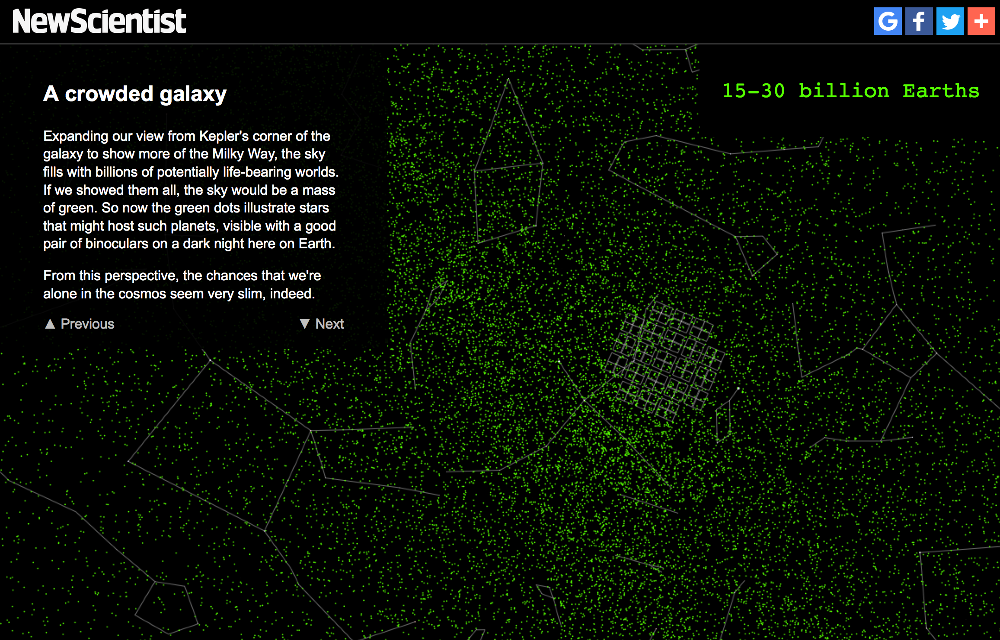 NewScientist
A crowded galaxy
15-30 billion Earths
Expanding our view from Kepler's corner of the
galaxy to show more of the Milky Way, the sky
fills with billions of potentially life-bearing worlds.
If we showed them all, the sky would be a mass
of green. So now the green dots illustrate stars
that might host such planets, visible with a good
pair of binoculars on a dark night here on Earth.
From this perspective, the chances that we're
alone in the cosmos seem very slim, indeed.
▲ Previous
▼ Next